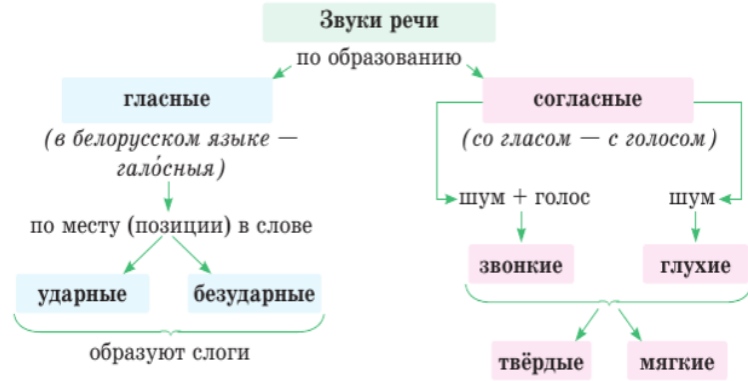 Звуки речи
по образованию
гласные
(в белорусском языке —
гало́сныя)
по месту (позиции) в слове
ударные
безударные
образуют слоги
согласные
(со гласом — с голосом)
шум + голос
шум
звонкие
глухие
твёрдые
мягкие